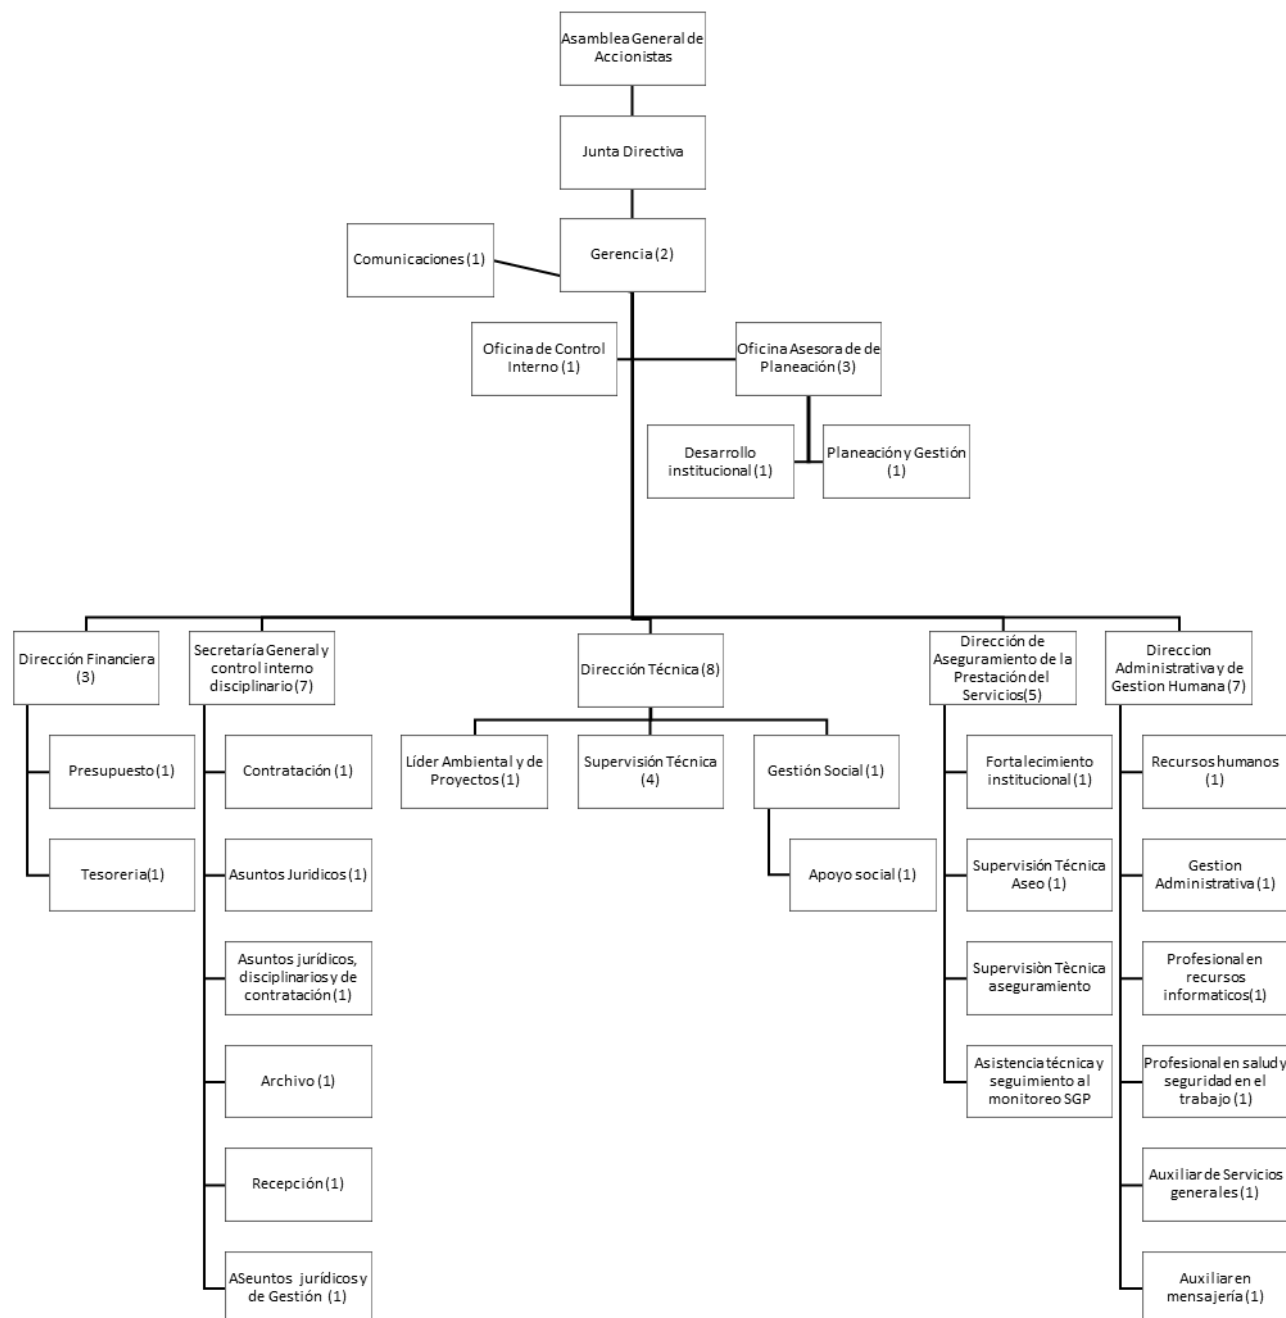 Asamblea General de
Accionistas
Junta Directiva
Gerencia (2)
Comunicaciones (1)
Oficina de Control
Interno (1)
Oficina Asesora de de
Planeación (3)
Desarrollo
institucional (1)
Planeación y Gestión
(1)
Dirección Financiera
(3)
Presupuesto (1)
Tesoreria(1)
Secretaría General y
control interno
disciplinario (7)
Contratación (1)
Asuntos Juridicos (1)
Asuntos jurídicos,
disciplinarios y de
contratación (1)
Archivo (1)
Recepción (1)
ASeuntos jurídicos y
de Gestión (1)
Dirección Técnica (8)
Líder Ambiental y de
Proyectos (1)
Supervisión Técnica
(4)
Gestión Social (1)
Apoyo social (1)
Dirección de
Aseguramiento de la
Prestación del
Servicios(5)
Fortalecimiento
institucional (1)
Supervisión Técnica
Aseo (1)
Supervisiòn Tècnica
aseguramiento
Asistencia técnica y
seguimiento al
monitoreo SGP
Direccion
Administrativa y de
Gestion Humana (7)
Recursos humanos
(1)
Gestion
Administrativa (1)
Profesional en
recursos
informaticos(1)
Profesional en salud y
seguridad en el
trabajo (1)
Auxiliar de Servicios
generales (1)
Auxiliar en
mensajería (1)